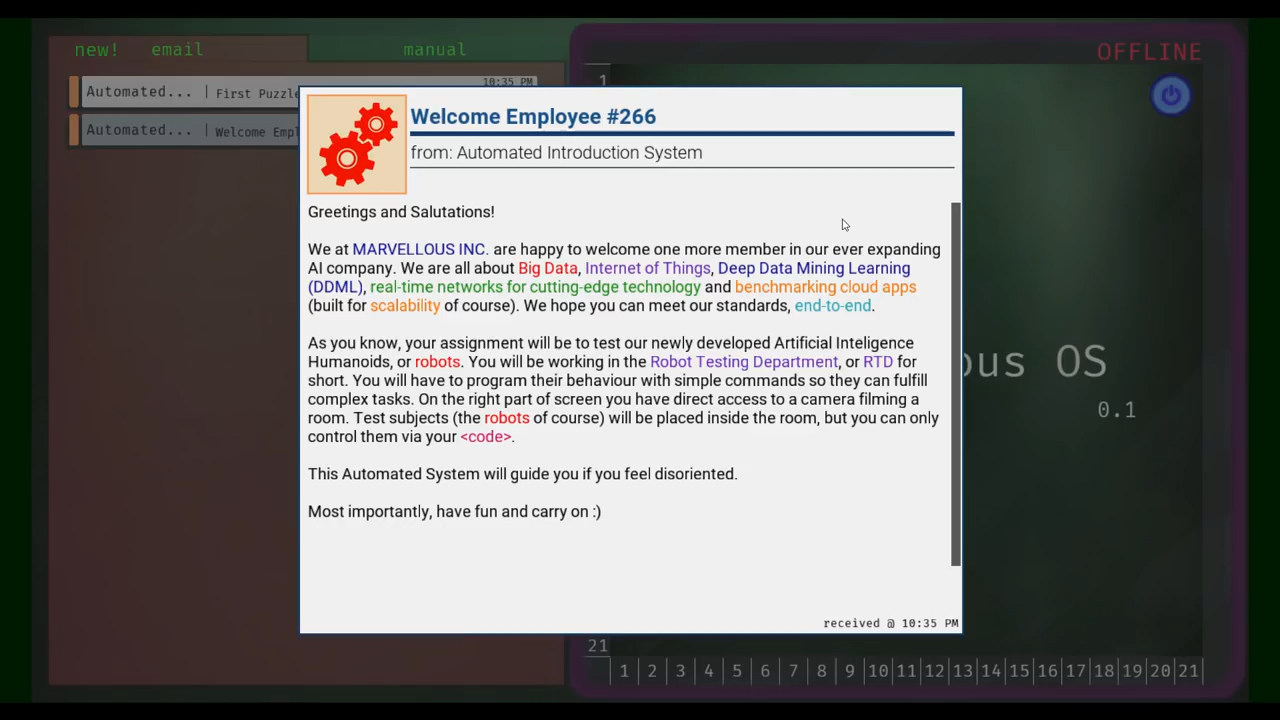 new! email manual
OFFLINE
10:35 PM
Automated... | First Puzzle
Automated... | Welcome Empl
1
Welcome Employee #266
from: Automated Introduction System
Greetings and Salutations!
We at MARVELLOUS INC. are happy to welcome one more member in our ever expanding
AI company. We are all about Big Data, Internet of Things, Deep Data Mining Learning
(DDML), real-time networks for cutting-edge technology and benchmarking cloud apps
(built for scalability of course). We hope you can meet our standards, end-to-end.
As you know, your assignment will be to test our newly developed Artificial Inteligence
Humanoids, or robots. You will be working in the Robot Testing Department, or RTD for
short. You will have to program their behaviour with simple commands so they can fulfill
complex tasks. On the right part of screen you have direct access to a camera filming a
room. Test subjects (the robots of course) will be placed inside the room, but you can only
control them via your <code>.
This Automated System will guide you if you feel disoriented.
Most importantly, have fun and carry on :)
received @ 10:35 PM
ous OS
0.1
21
1 2 3 4 5 6 7 8 9 10 11 12 13 14 15 16 17 18 19 20 21